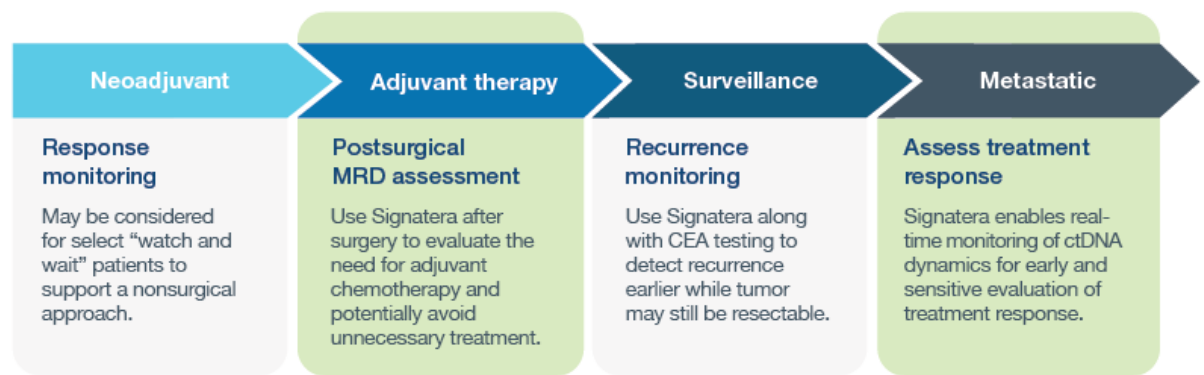 Neoadjuvant
Response
monitoring
May be considered
for select “watch and
wait” patients to
support a nonsurgical
approach.
Adjuvant therapy
Postsurgical
MRD assessment
Use Signatera after
surgery to evaluate the
need for adjuvant
chemotherapy and
potentially avoid
unnecessary treatment.
Surveillance
Recurrence
monitoring
Use Signatera along
with CEA testing to
detect recurrence
earlier while tumor
may still be resectable.
Metastatic
Assess treatment
response
Signatera enables real-
time monitoring of ctDNA
dynamics for early and
sensitive evaluation of
treatment response.